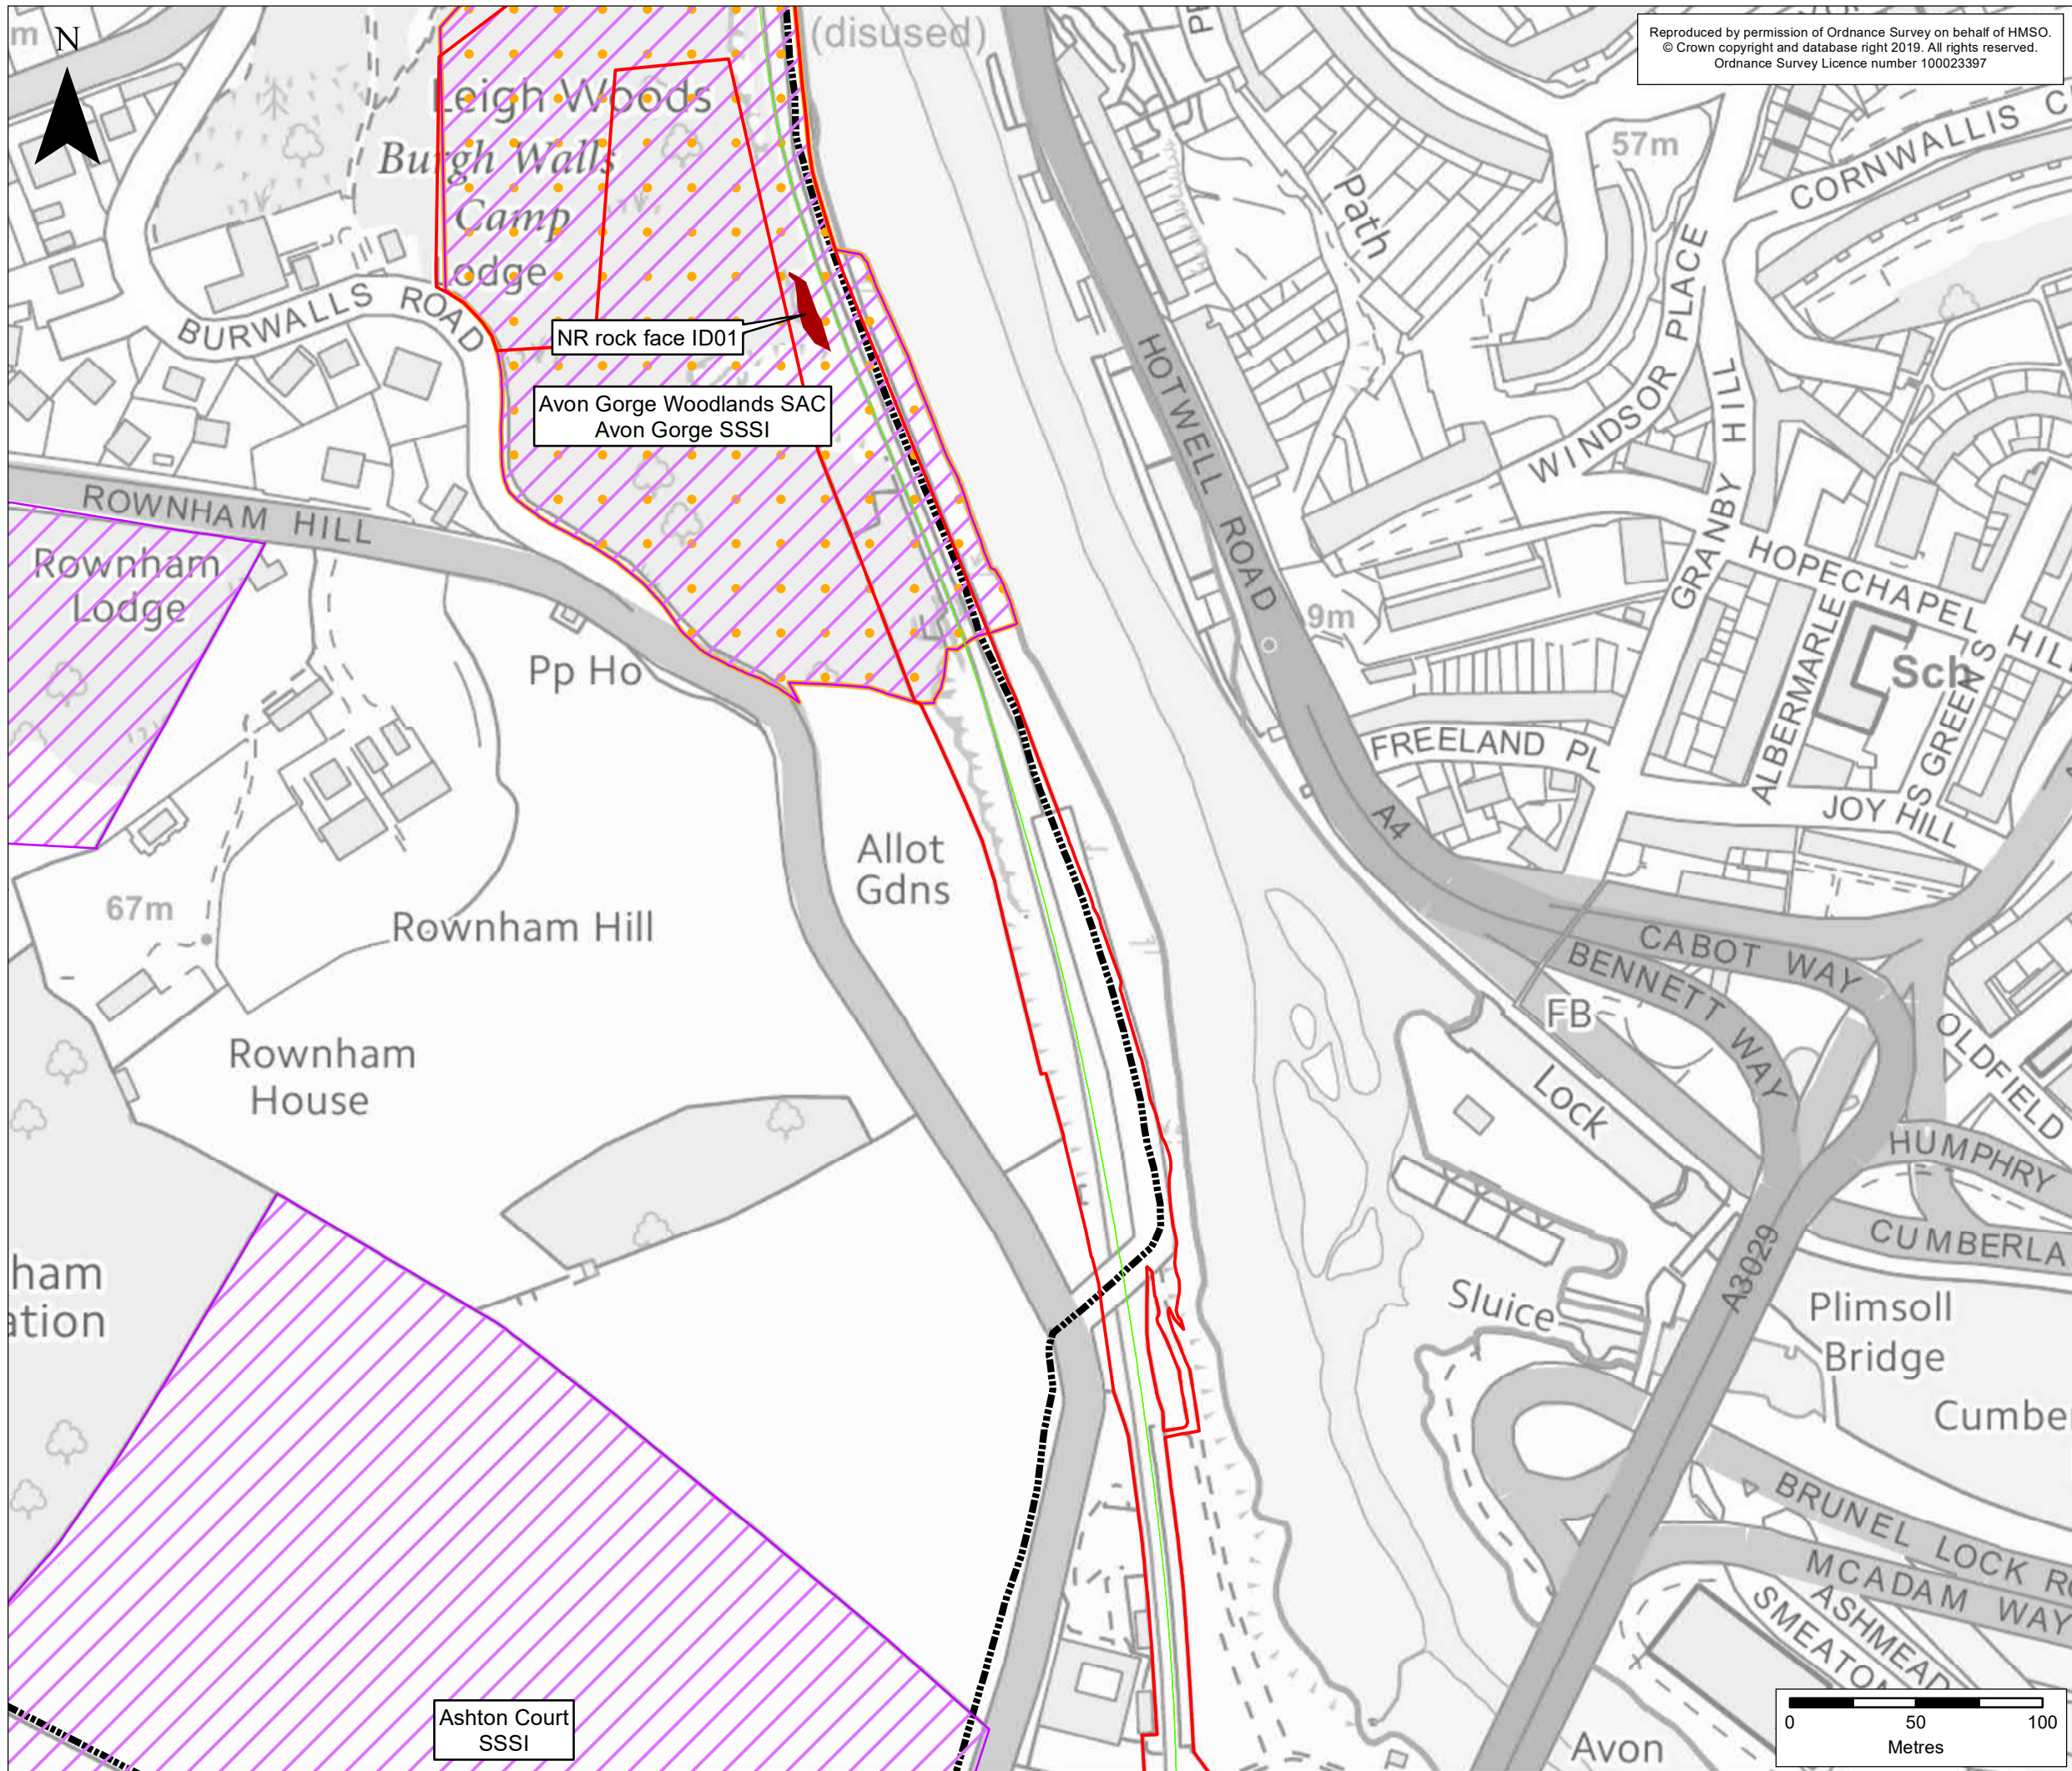 m
N
(disused)
Reproduced by permission of Ordnance Survey on behalf of HMSO.
© Crown copyright and database right 2019. All rights reserved.
Ordnance Survey Licence number 100023397
Leigh Woods
Burgh Walls
Camp
Lodge
BURWALLS ROAD
NR rock face ID01
Avon Gorge Woodlands SAC
Avon Gorge SSSI
Path
57m
CORNWALLIS C
WINDSOR PLACE
GRANBY HILL
HOTWELL ROAD
ROWNHAM HILL
Rownham
Lodge
Pp Ho
9m
HOPECHAPEL HILL
ALBERMARLE
Sch
S GREEN S
FREELAND PL
JOY HILL
A4
Allot
Gdns
67m
Rownham Hill
CABOT WAY
BENNETT WAY
FB
OLDFIELD
Lock
Rownham
House
HUMPHRY
CUMBERLA
A3029
ham
ation
Sluice
Plimsoll
Bridge
Cumbe
BRUNEL LOCK RO
MCADAM WAY
ASHMEAD
SMEATON
Ashton Court
SSSI
Avon
0 50 100
Metres